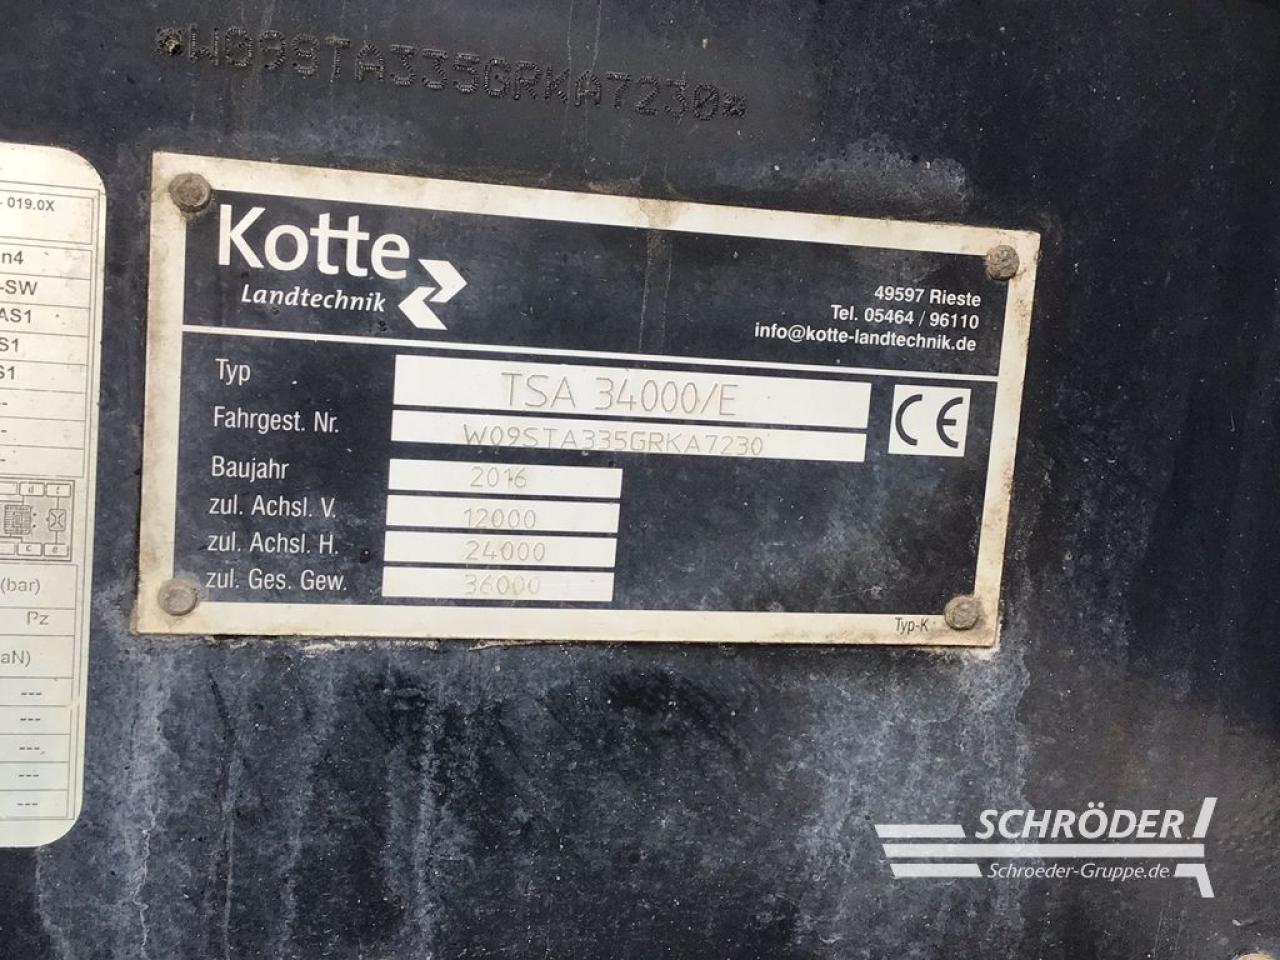 *W09STA335GRKA7230*
- 019.0X
n4
-SW
AS1
S1
S1
--
--
--
d f
c e
(bar)
Pz
aN)
---
---
---
---
---
Kotte
Landtechnik
49597 Rieste
Tel. 05464 / 96110
info@kotte-landtechnik.de
Typ TSA 34000/E
Fahrgest. Nr. W09STA335GRKA7230
Baujahr 2016
zul. Achsl. V. 12000
zul. Achsl. H. 24000
zul. Ges. Gew. 36000
CE
Typ-K
SCHRÖDER
Schroeder-Gruppe.de